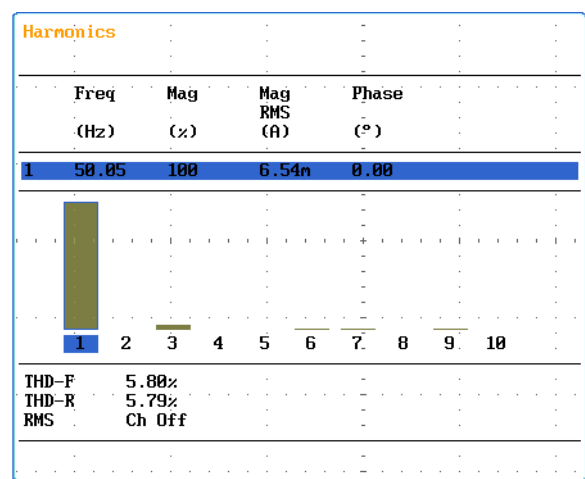 Harmonics
Freq Mag Mag Phase
RMS
(Hz) (%) (A) (°)
1 50.05 100 6.54m 0.00
1 2 3 4 5 6 7 8 9 10
THD-F 5.80%
THD-R 5.79%
RMS Ch Off